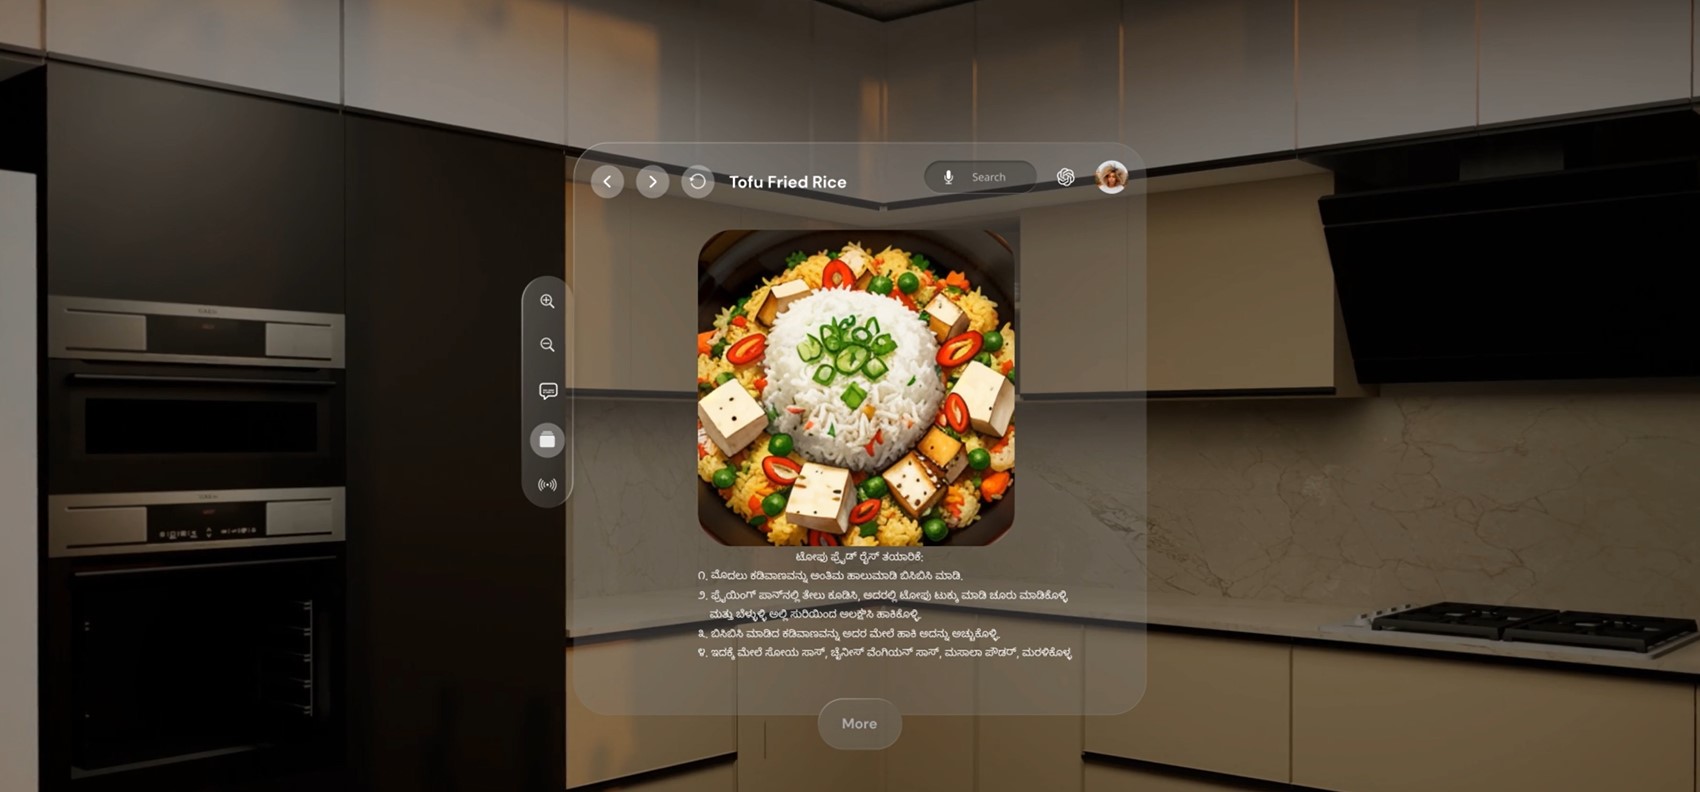 Tofu Fried Rice
Search
ಟೋಫು ಫ್ರೈಡ್ ರೈಸ್ ತಯಾರಿಕೆ:
೧. ಮೊದಲು ಕಡಿವಾಣವನ್ನು ಅಂತಿಮ ಹಾಲುಮಾಡಿ ಬಿಸಿಬಿಸಿ ಮಾಡಿ.
೨. ಫ್ರೈಯಿಂಗ್ ಪಾನ್‌ನಲ್ಲಿ ತೇಲು ಕೂಡಿಸಿ, ಅದರಲ್ಲಿ ಟೋಫು ಟುಕ್ಕು ಮಾಡಿ ಚೂರು ಮಾಡಿಕೊಳ್ಳಿ
ಮತ್ತು ಬೆಳ್ಳುಳ್ಳಿ ಅಲ್ಲಿ ಸುರಿಯಿಂದ ಹಾಕಿಕೊಳ್ಳಿ.
೩. ಬಿಸಿಬಿಸಿ ಮಾಡಿದ ಕಡಿವಾಣವನ್ನು ಅದರ ಮೇಲೆ ಹಾಕಿ ಅದನ್ನು ಅಚ್ಚುಕೊಳ್ಳಿ.
೪. ಇದಕ್ಕೆ ಮೇಲೆ ಸೋಯ ಸಾಸ್, ಚೈನೀಸ್ ವೆಂಗಿಯನ್ ಸಾಸ್, ಮಸಾಲಾ ಪೌಡರ್, ಮರಳಿಕೊಳ್ಳ
More